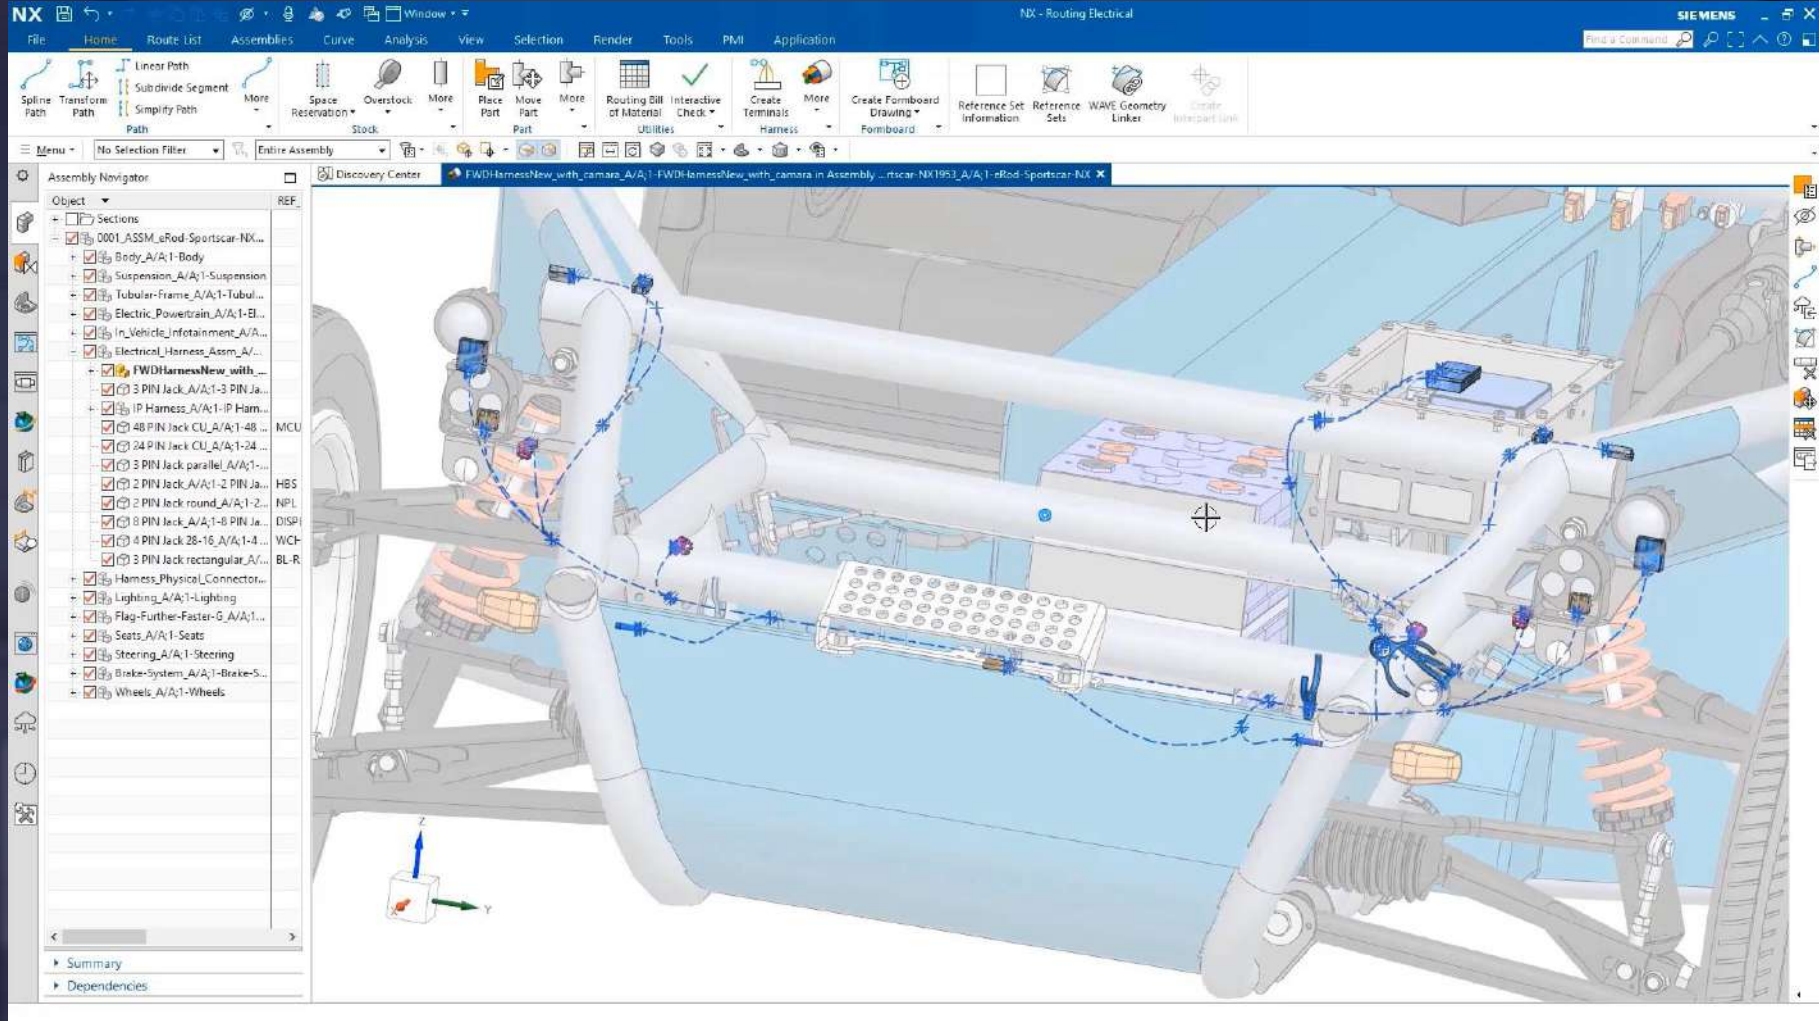 NX
Window
NX - Routing Electrical
SIEMENS
File Home Route List Assemblies Curve Analysis View Selection Render Tools PMI Application
Find a Command
Linear Path
Subdivide Segment
Simplify Path
Spline Path
Transform Path
More
Path
Space Reservation
Overstock
More
Stock
Place Part
Move Part
More
Part
Routing Bill of Material
Interactive Check
Utilities
Create Terminals
More
Harness
Create Formboard Drawing
Formboard
Reference Set Information
Reference Sets
WAVE Geometry Linker
Create Interpart Link
Menu
No Selection Filter
Entire Assembly
Assembly Navigator
Discovery Center
FWDHarnessNew_with_camara_A/A;1-FWDHarnessNew_with_camara in Assembly ...rtscar-NX1953_A/A;1-eRod-Sportscar-NX
Object REF_
Sections
0001_ASSM_eRod-Sportscar-NX...
Body_A/A;1-Body
Suspension_A/A;1-Suspension
Tubular-Frame_A/A;1-Tubul...
Electric_Powertrain_A/A;1-El...
In_Vehicle_Infotainment_A/A...
Electrical_Harness_Assm_A/...
FWDHarnessNew_with_...
3 PIN Jack_A/A;1-3 PIN Ja...
IP Harness_A/A;1-IP Harn...
48 PIN Jack CU_A/A;1-48 ... MCU
24 PIN Jack CU_A/A;1-24 ...
3 PIN Jack parallel_A/A;1-...
2 PIN Jack_A/A;1-2 PIN Ja... HBS
2 PIN Jack round_A/A;1-2... NPL
8 PIN Jack_A/A;1-8 PIN Ja... DISPI
4 PIN Jack 28-16_A/A;1-4 ... WCH
3 PIN Jack rectangular_A/... BL-R
Harness_Physical_Connector...
Lighting_A/A;1-Lighting
Flag-Further-Faster-G_A/A;1...
Seats_A/A;1-Seats
Steering_A/A;1-Steering
Brake-System_A/A;1-Brake-S...
Wheels_A/A;1-Wheels
Summary
Dependencies
Z
Y
X